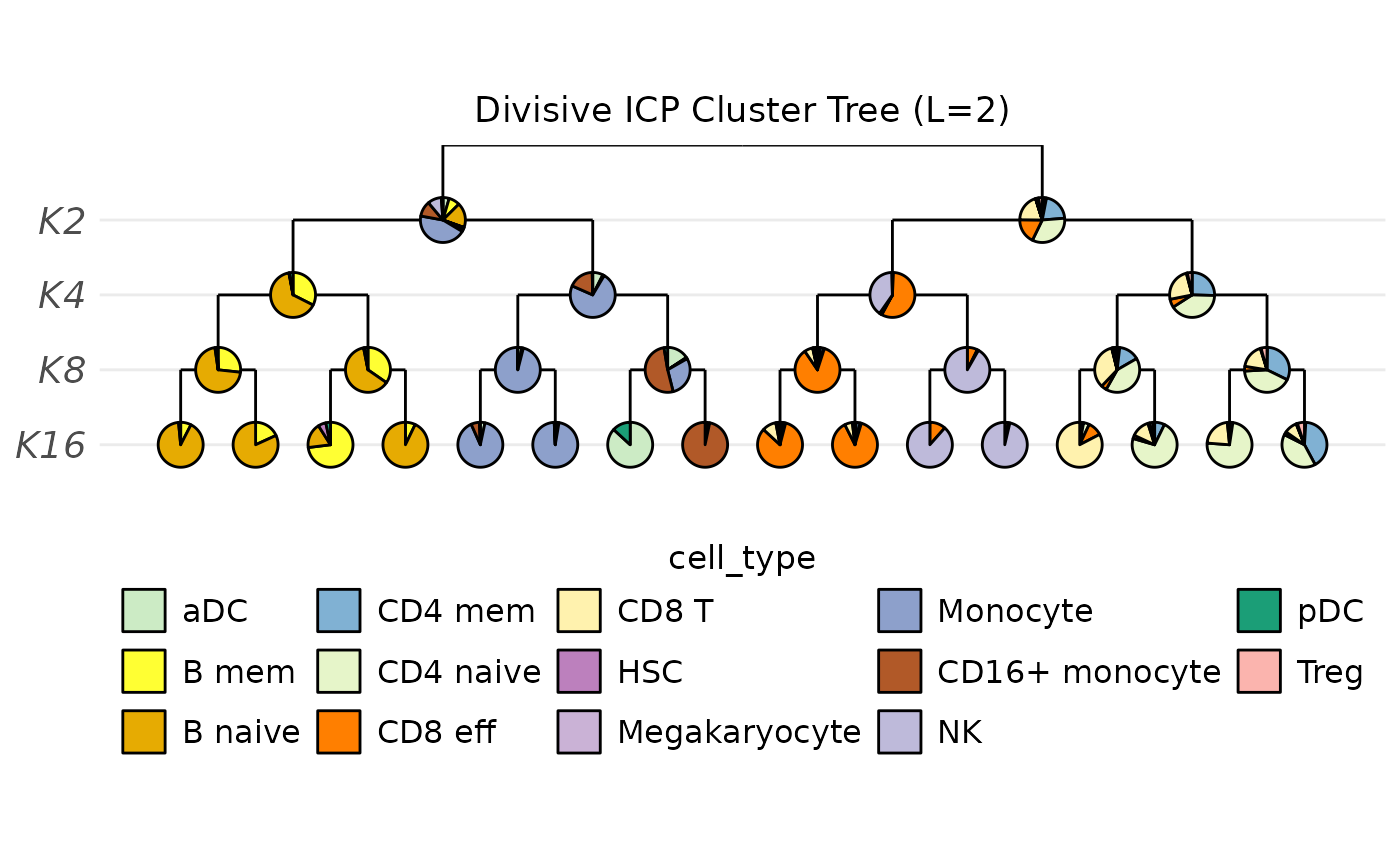 Divisive ICP Cluster Tree (L=2)
K2
K4
K8
K16
cell_type
aDC CD4 mem CD8 T Monocyte pDC
B mem CD4 naive HSC CD16+ monocyte Treg
B naive CD8 eff Megakaryocyte NK